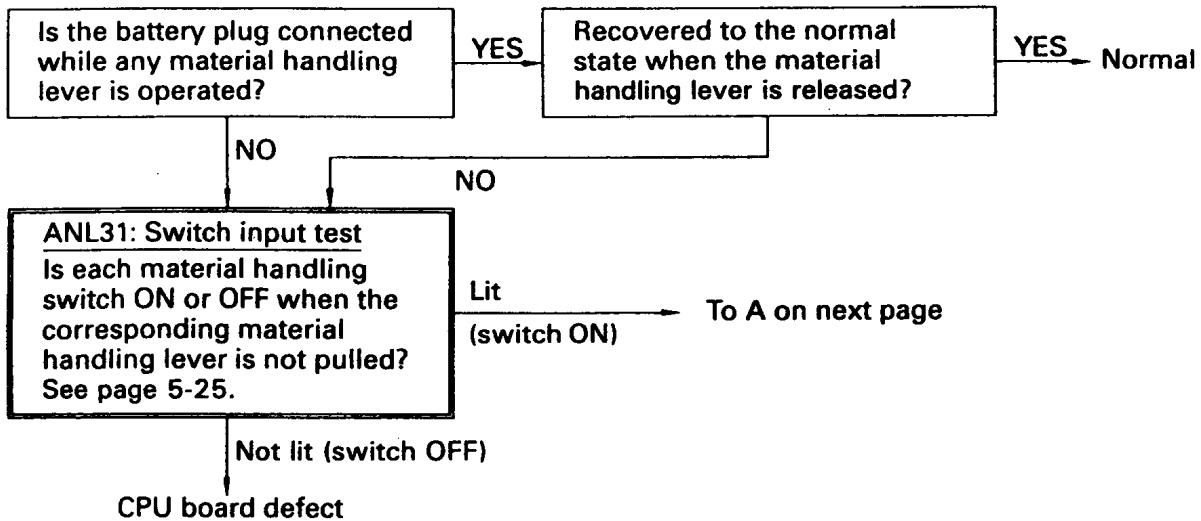 Is the battery plug connected
while any material handling
lever is operated?
YES
Recovered to the normal
state when the material
handling lever is released?
YES
Normal
NO
NO
ANL31: Switch input test
Is each material handling
switch ON or OFF when the
corresponding material
handling lever is not pulled?
See page 5-25.
Lit
(switch ON)
To A on next page
Not lit (switch OFF)
CPU board defect